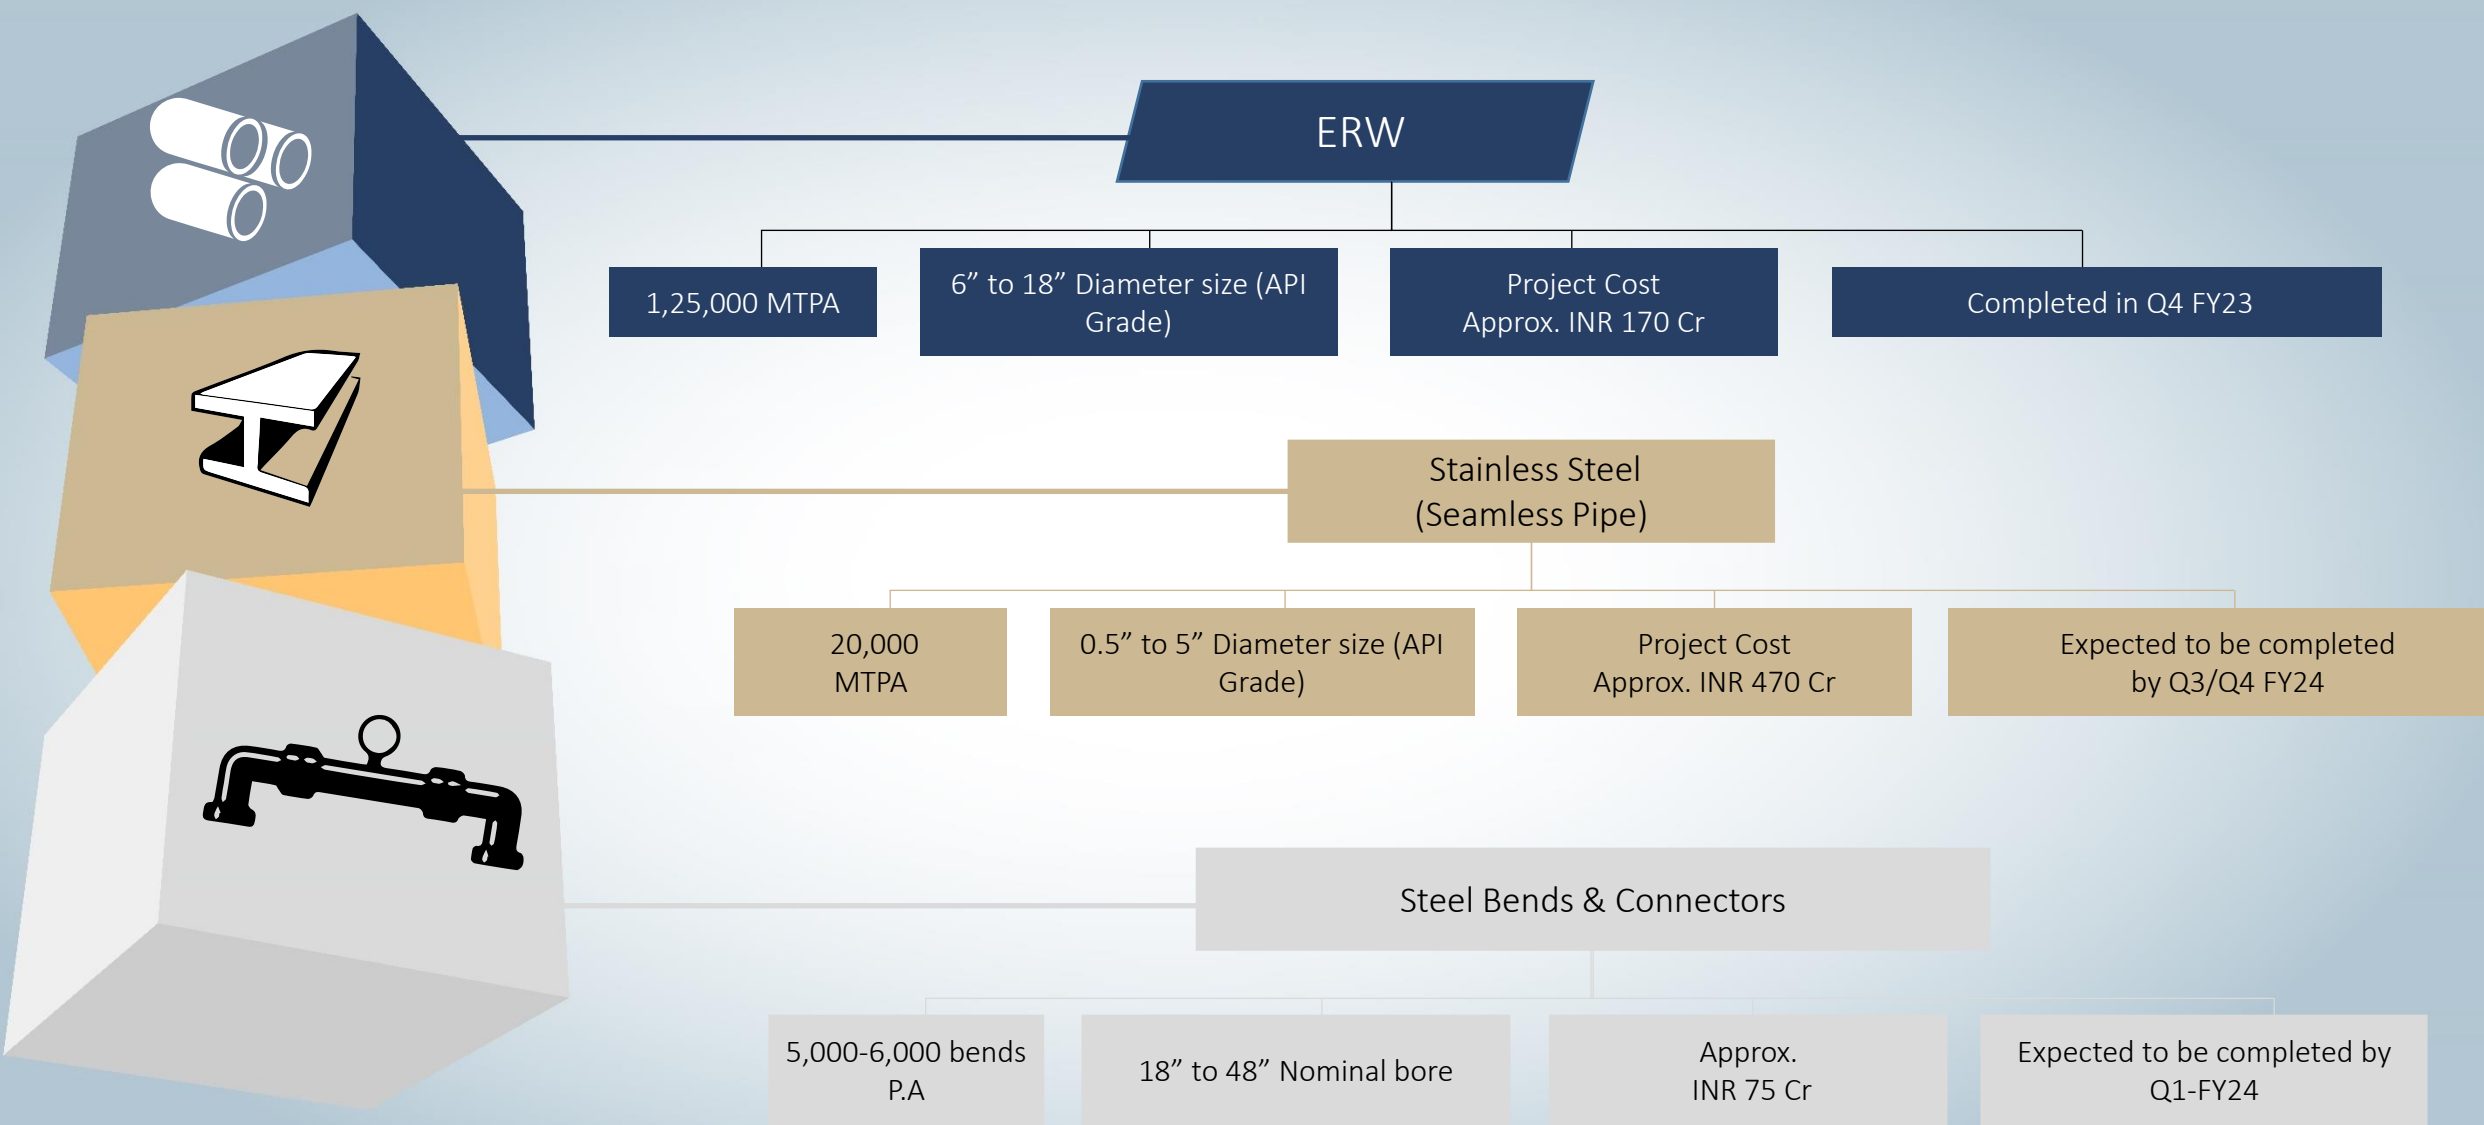 ERW
1,25,000 MTPA
6” to 18” Diameter size (API
Grade)
Project Cost
Approx. INR 170 Cr
Completed in Q4 FY23
Stainless Steel
(Seamless Pipe)
20,000
MTPA
0.5” to 5” Diameter size (API
Grade)
Project Cost
Approx. INR 470 Cr
Expected to be completed
by Q3/Q4 FY24
Steel Bends & Connectors
5,000-6,000 bends
P.A
18” to 48” Nominal bore
Approx.
INR 75 Cr
Expected to be completed by
Q1-FY24